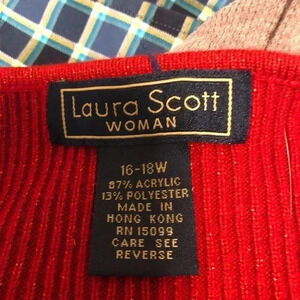 Laura Scott
WOMAN
16-18W
87% ACRYLIC
13% POLYESTER
MADE IN
HONG KONG
RN 15099
CARE SEE
REVERSE